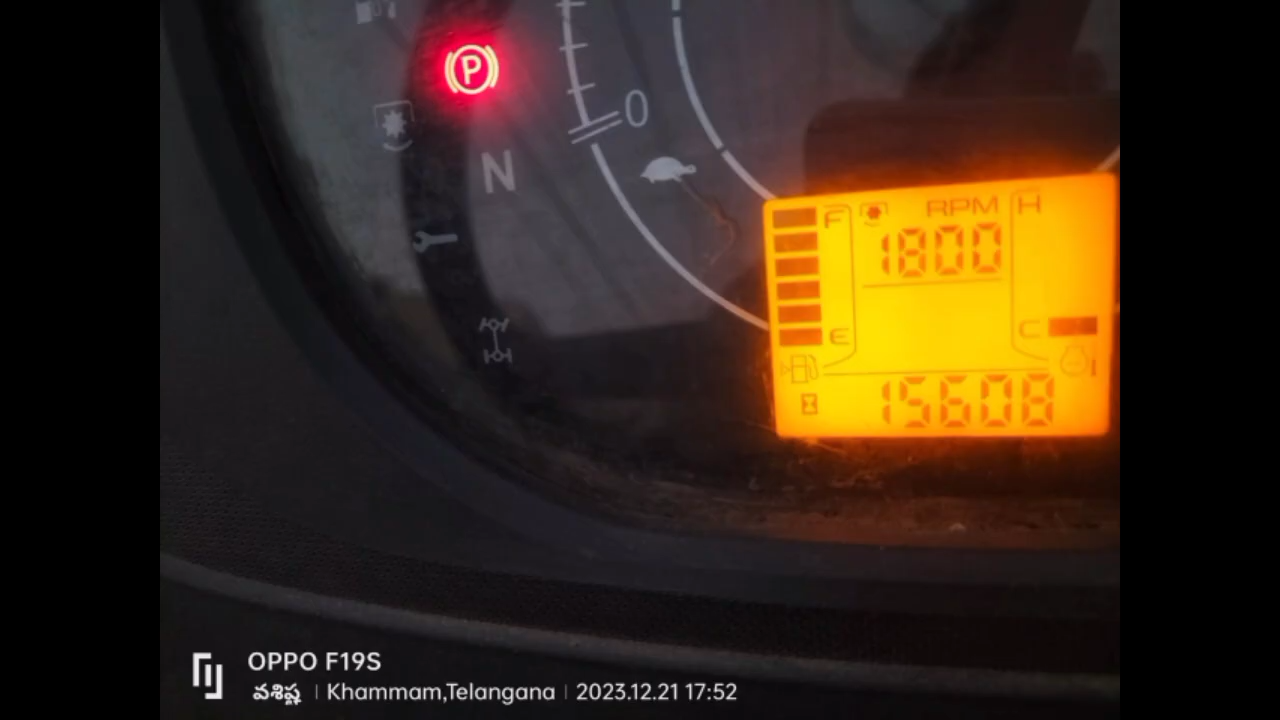 P
0
N
F RPM H
1800
E C
15608
OPPO F19S
వశిష్ఠ | Khammam,Telangana | 2023.12.21 17:52